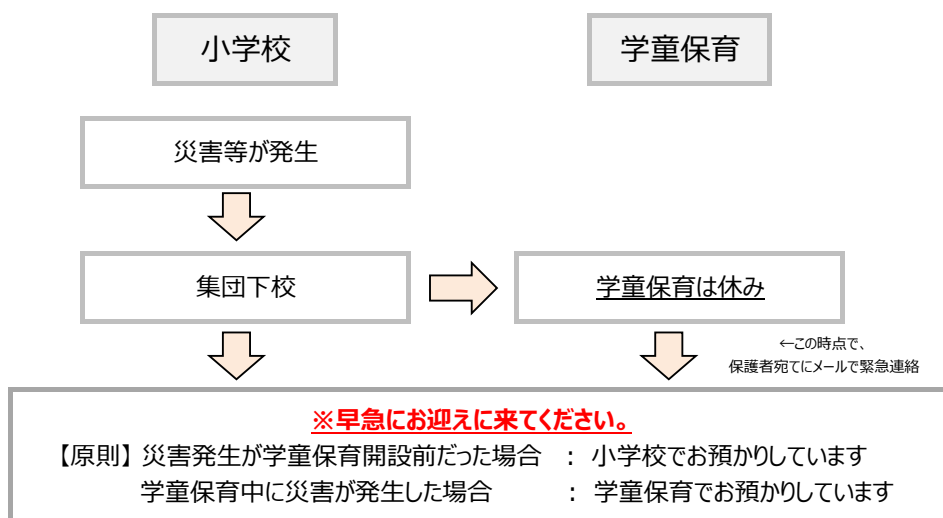 小学校
学童保育
災害等が発生
集団下校
学童保育は休み
←この時点で、
保護者宛てにメールで緊急連絡
※早急にお迎えに来てください。
【原則】災害発生が学童保育開設前だった場合 : 小学校でお預かりしています
学童保育中に災害が発生した場合 : 学童保育でお預かりしています